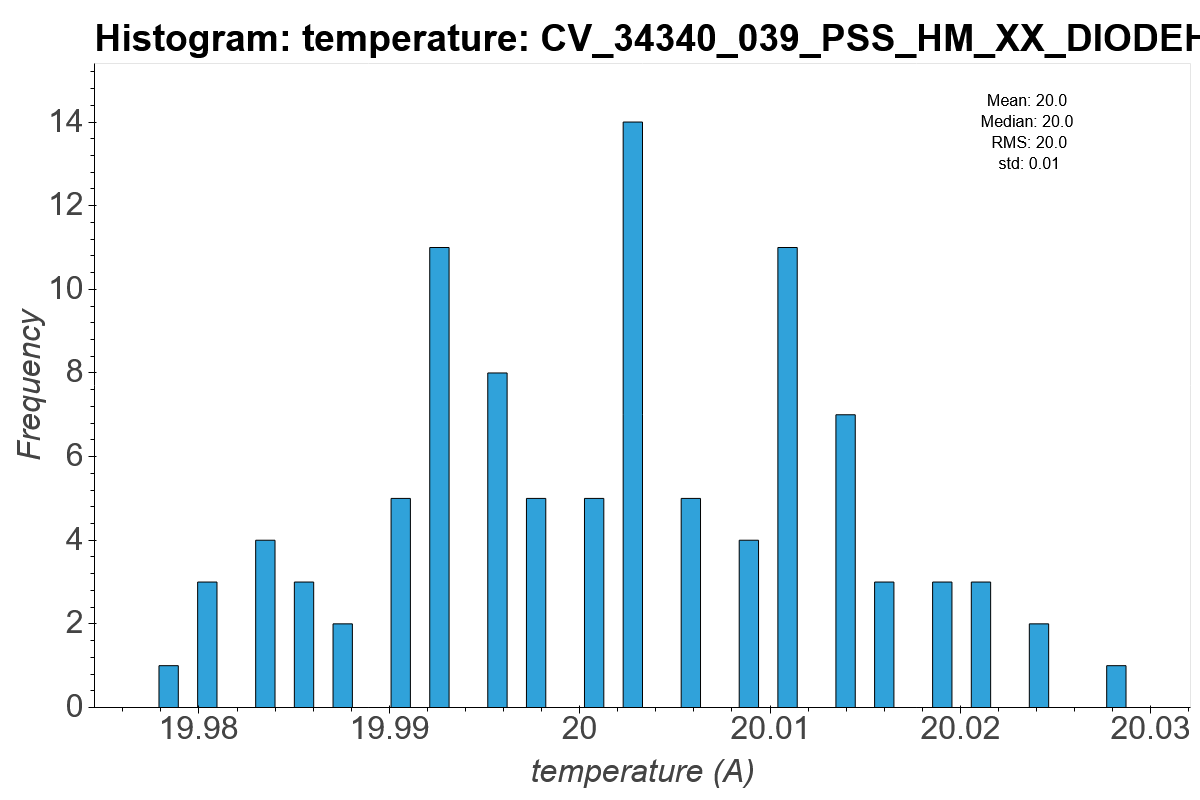 Histogram: temperature: CV_34340_039_PSS_HM_XX_DIODEH
Mean: 20.0
Median: 20.0
RMS: 20.0
std: 0.01
14
12
10
8
6
4
2
0
Frequency
19.98 19.99 20 20.01 20.02 20.03
temperature (A)